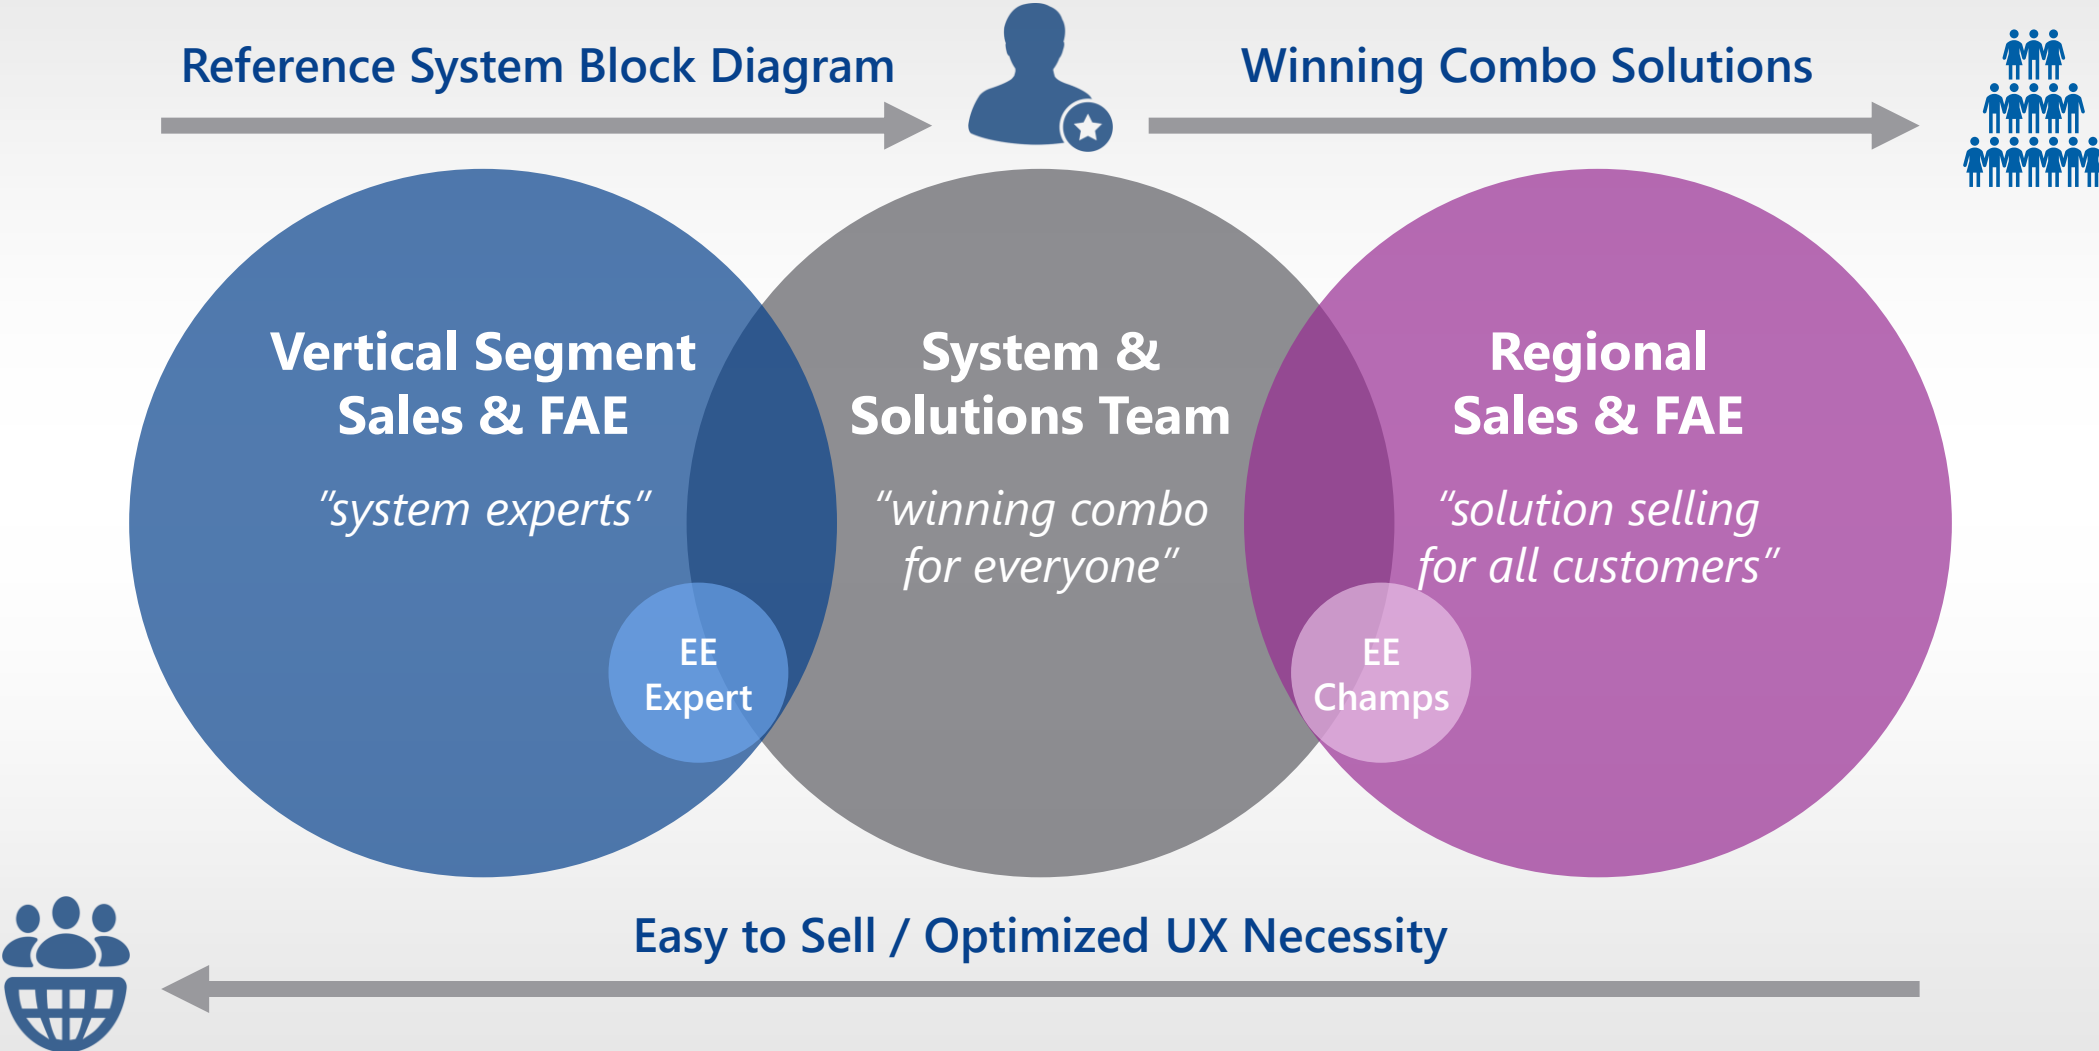 Reference System Block Diagram
Winning Combo Solutions
Vertical Segment
Sales & FAE
"system experts"
EE
Expert
System &
Solutions Team
"winning combo
for everyone"
Regional
Sales & FAE
"solution selling
for all customers"
EE
Champs
Easy to Sell / Optimized UX Necessity